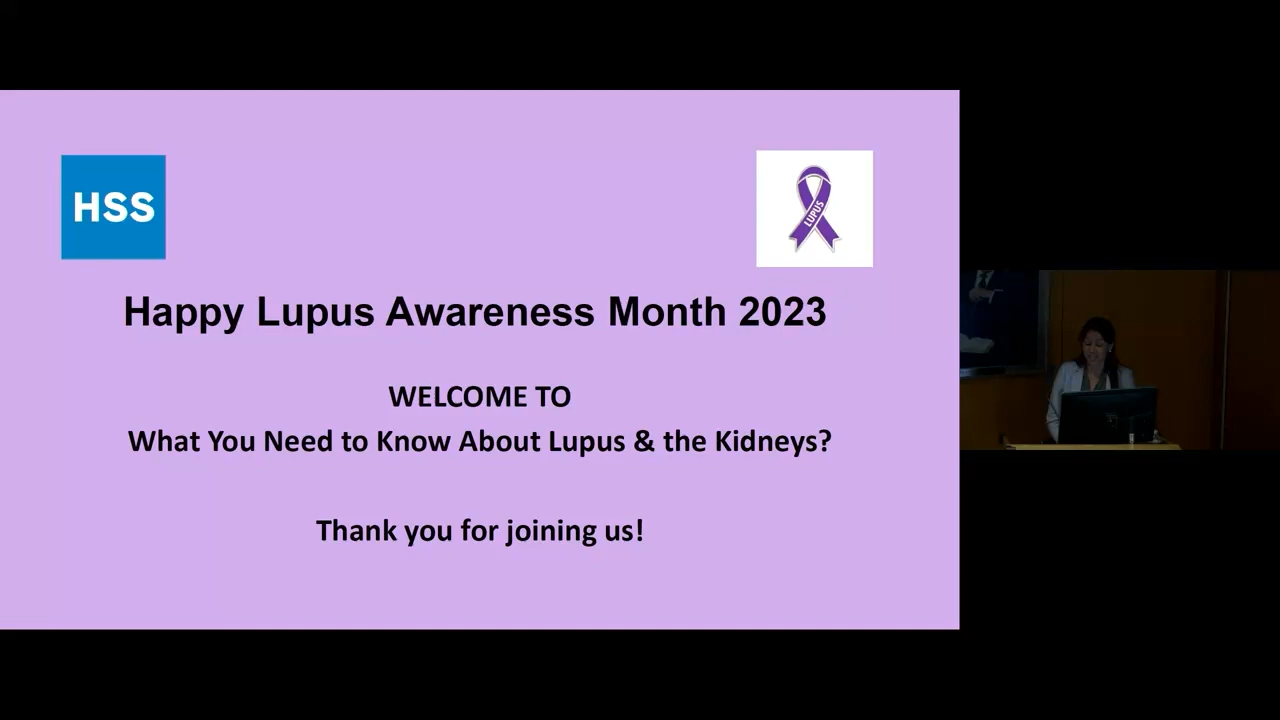 HSS
LUPUS
Happy Lupus Awareness Month 2023
WELCOME TO
What You Need to Know About Lupus & the Kidneys?
Thank you for joining us!